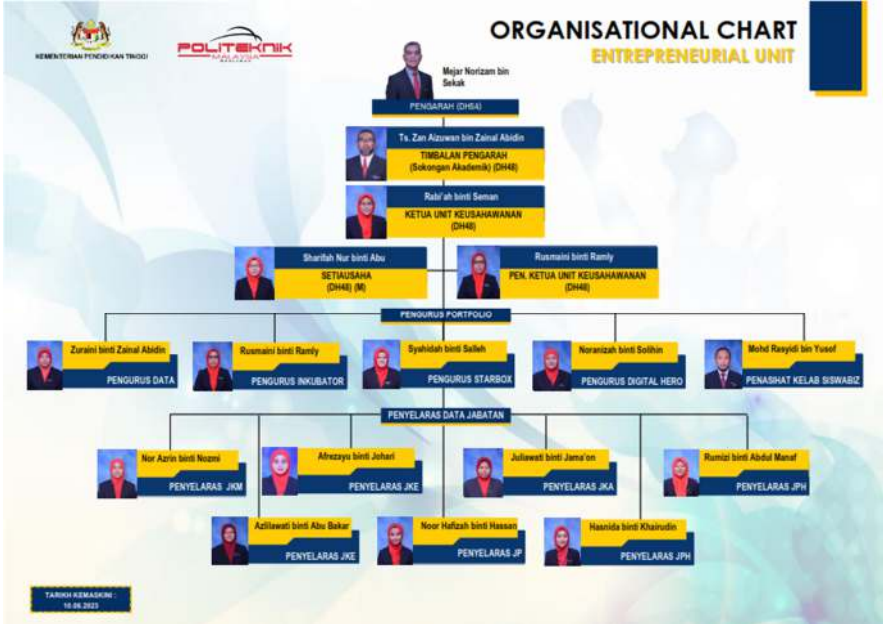 ORGANISATIONAL CHART
ENTREPRENEURIAL UNIT
KEMENTERIAN PENDIDIKAN TINGGI
POLITEKNIK
MALAYSIA
Mejar Norizam bin
Sekak
PENGARAH (DH54)
Ts. Zan Aizuwan bin Zainal Abidin
TIMBALAN PENGARAH
(Sokongan Akademik) (DH48)
Rabi'ah binti Seman
KETUA UNIT KEUSAHAWANAN
(DH48)
Sharifah Nur binti Abu
SETIAUSAHA
(DH48) (M)
Rusmaini binti Ramly
PEN. KETUA UNIT KEUSAHAWANAN
(DH48)
PENGURUS PORTFOLIO
Zuraini binti Zainal Abidin
PENGURUS DATA
Rusmaini binti Ramly
PENGURUS INKUBATOR
Syahidah binti Salleh
PENGURUS STARBOX
Noranizah binti Solihin
PENGURUS DIGITAL HERO
Mohd Rasyidi bin Yusof
PENASIHAT KELAB SISWABIZ
PENYELARAS DATA JABATAN
Nor Azrin binti Nozmi
PENYELARAS JKM
Afrezayu binti Johari
PENYELARAS JKE
Juliawati binti Jama'on
PENYELARAS JKA
Rumizi binti Abdul Manaf
PENYELARAS JPH
Azlilawati binti Abu Bakar
PENYELARAS JKE
Noor Hafizah binti Hassan
PENYELARAS JP
Hasnida binti Khairudin
PENYELARAS JPH
TARIKH KEMASKINI :
10.06.2023